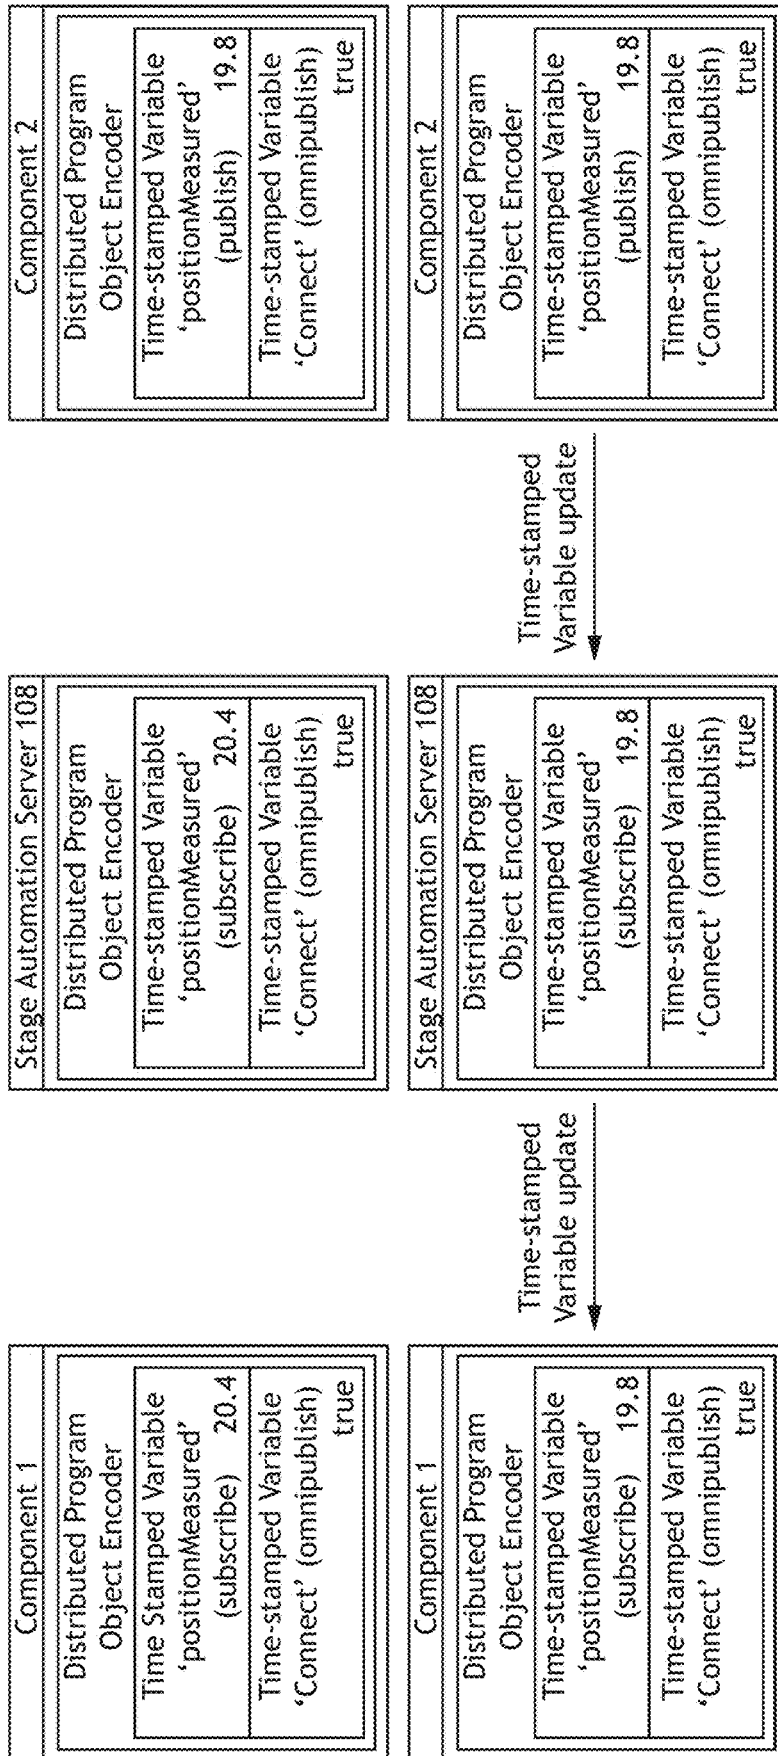 Component 1
Distributed Program
Object Encoder
Time Stamped Variable
‘positionMeasured’
(subscribe) 20.4
Time-stamped Variable
‘Connect’ (omnipublish)
true
Stage Automation Server 108
Distributed Program
Object Encoder
Time-stamped Variable
‘positionMeasured’
(subscribe) 20.4
Time-stamped Variable
‘Connect’ (omnipublish)
true
Component 2
Distributed Program
Object Encoder
Time-stamped Variable
‘positionMeasured’
(publish) 19.8
Time-stamped Variable
‘Connect’ (omnipublish)
true
Component 1
Distributed Program
Object Encoder
Time-stamped Variable
‘positionMeasured’
(subscribe) 19.8
Time-stamped Variable
‘Connect’ (omnipublish)
true
Time-stamped
Variable update
Stage Automation Server 108
Distributed Program
Object Encoder
Time-stamped Variable
‘positionMeasured’
(subscribe) 19.8
Time-stamped Variable
‘Connect’ (omnipublish)
true
Time-stamped
Variable update
Component 2
Distributed Program
Object Encoder
Time-stamped Variable
‘positionMeasured’
(publish) 19.8
Time-stamped Variable
‘Connect’ (omnipublish)
true